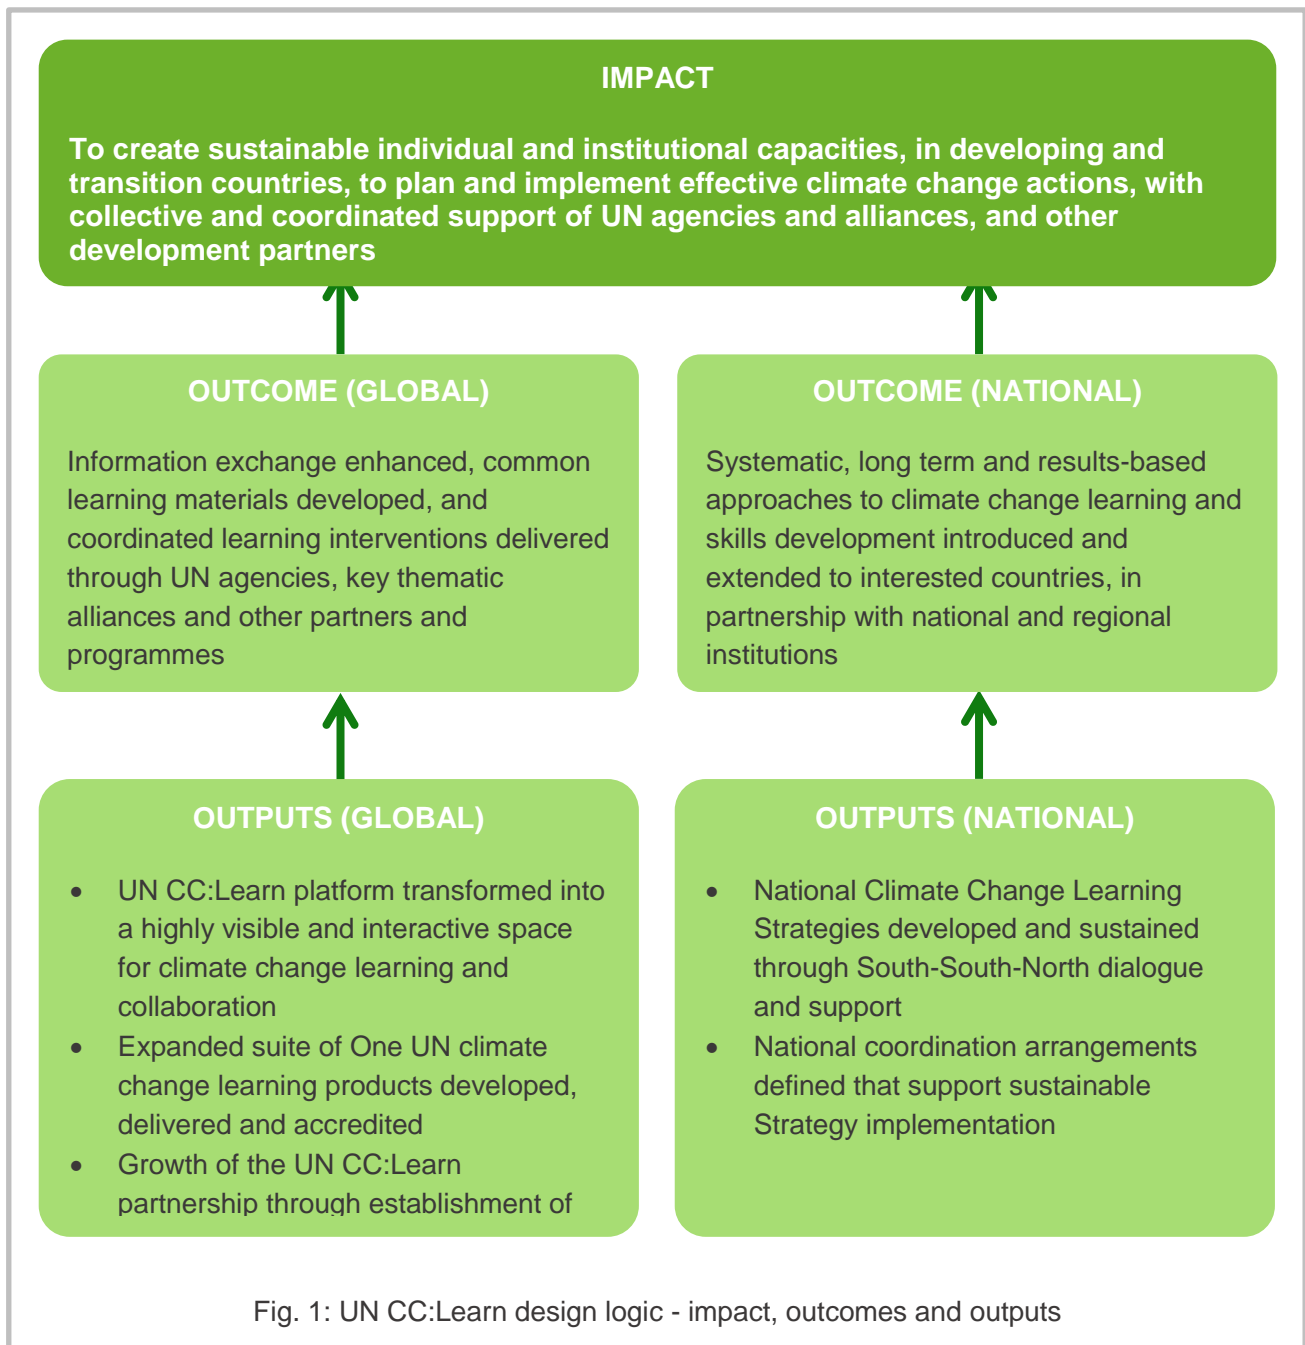 IMPACT
To create sustainable individual and institutional capacities, in developing and
transition countries, to plan and implement effective climate change actions, with
collective and coordinated support of UN agencies and alliances, and other
development partners
OUTCOME (GLOBAL)
Information exchange enhanced, common
learning materials developed, and
coordinated learning interventions delivered
through UN agencies, key thematic
alliances and other partners and
programmes
OUTCOME (NATIONAL)
Systematic, long term and results-based
approaches to climate change learning and
skills development introduced and
extended to interested countries, in
partnership with national and regional
institutions
OUTPUTS (GLOBAL)
• UN CC:Learn platform transformed into
a highly visible and interactive space
for climate change learning and
collaboration
• Expanded suite of One UN climate
change learning products developed,
delivered and accredited
• Growth of the UN CC:Learn
partnership through establishment of
OUTPUTS (NATIONAL)
• National Climate Change Learning
Strategies developed and sustained
through South-South-North dialogue
and support
• National coordination arrangements
defined that support sustainable
Strategy implementation
Fig. 1: UN CC:Learn design logic - impact, outcomes and outputs